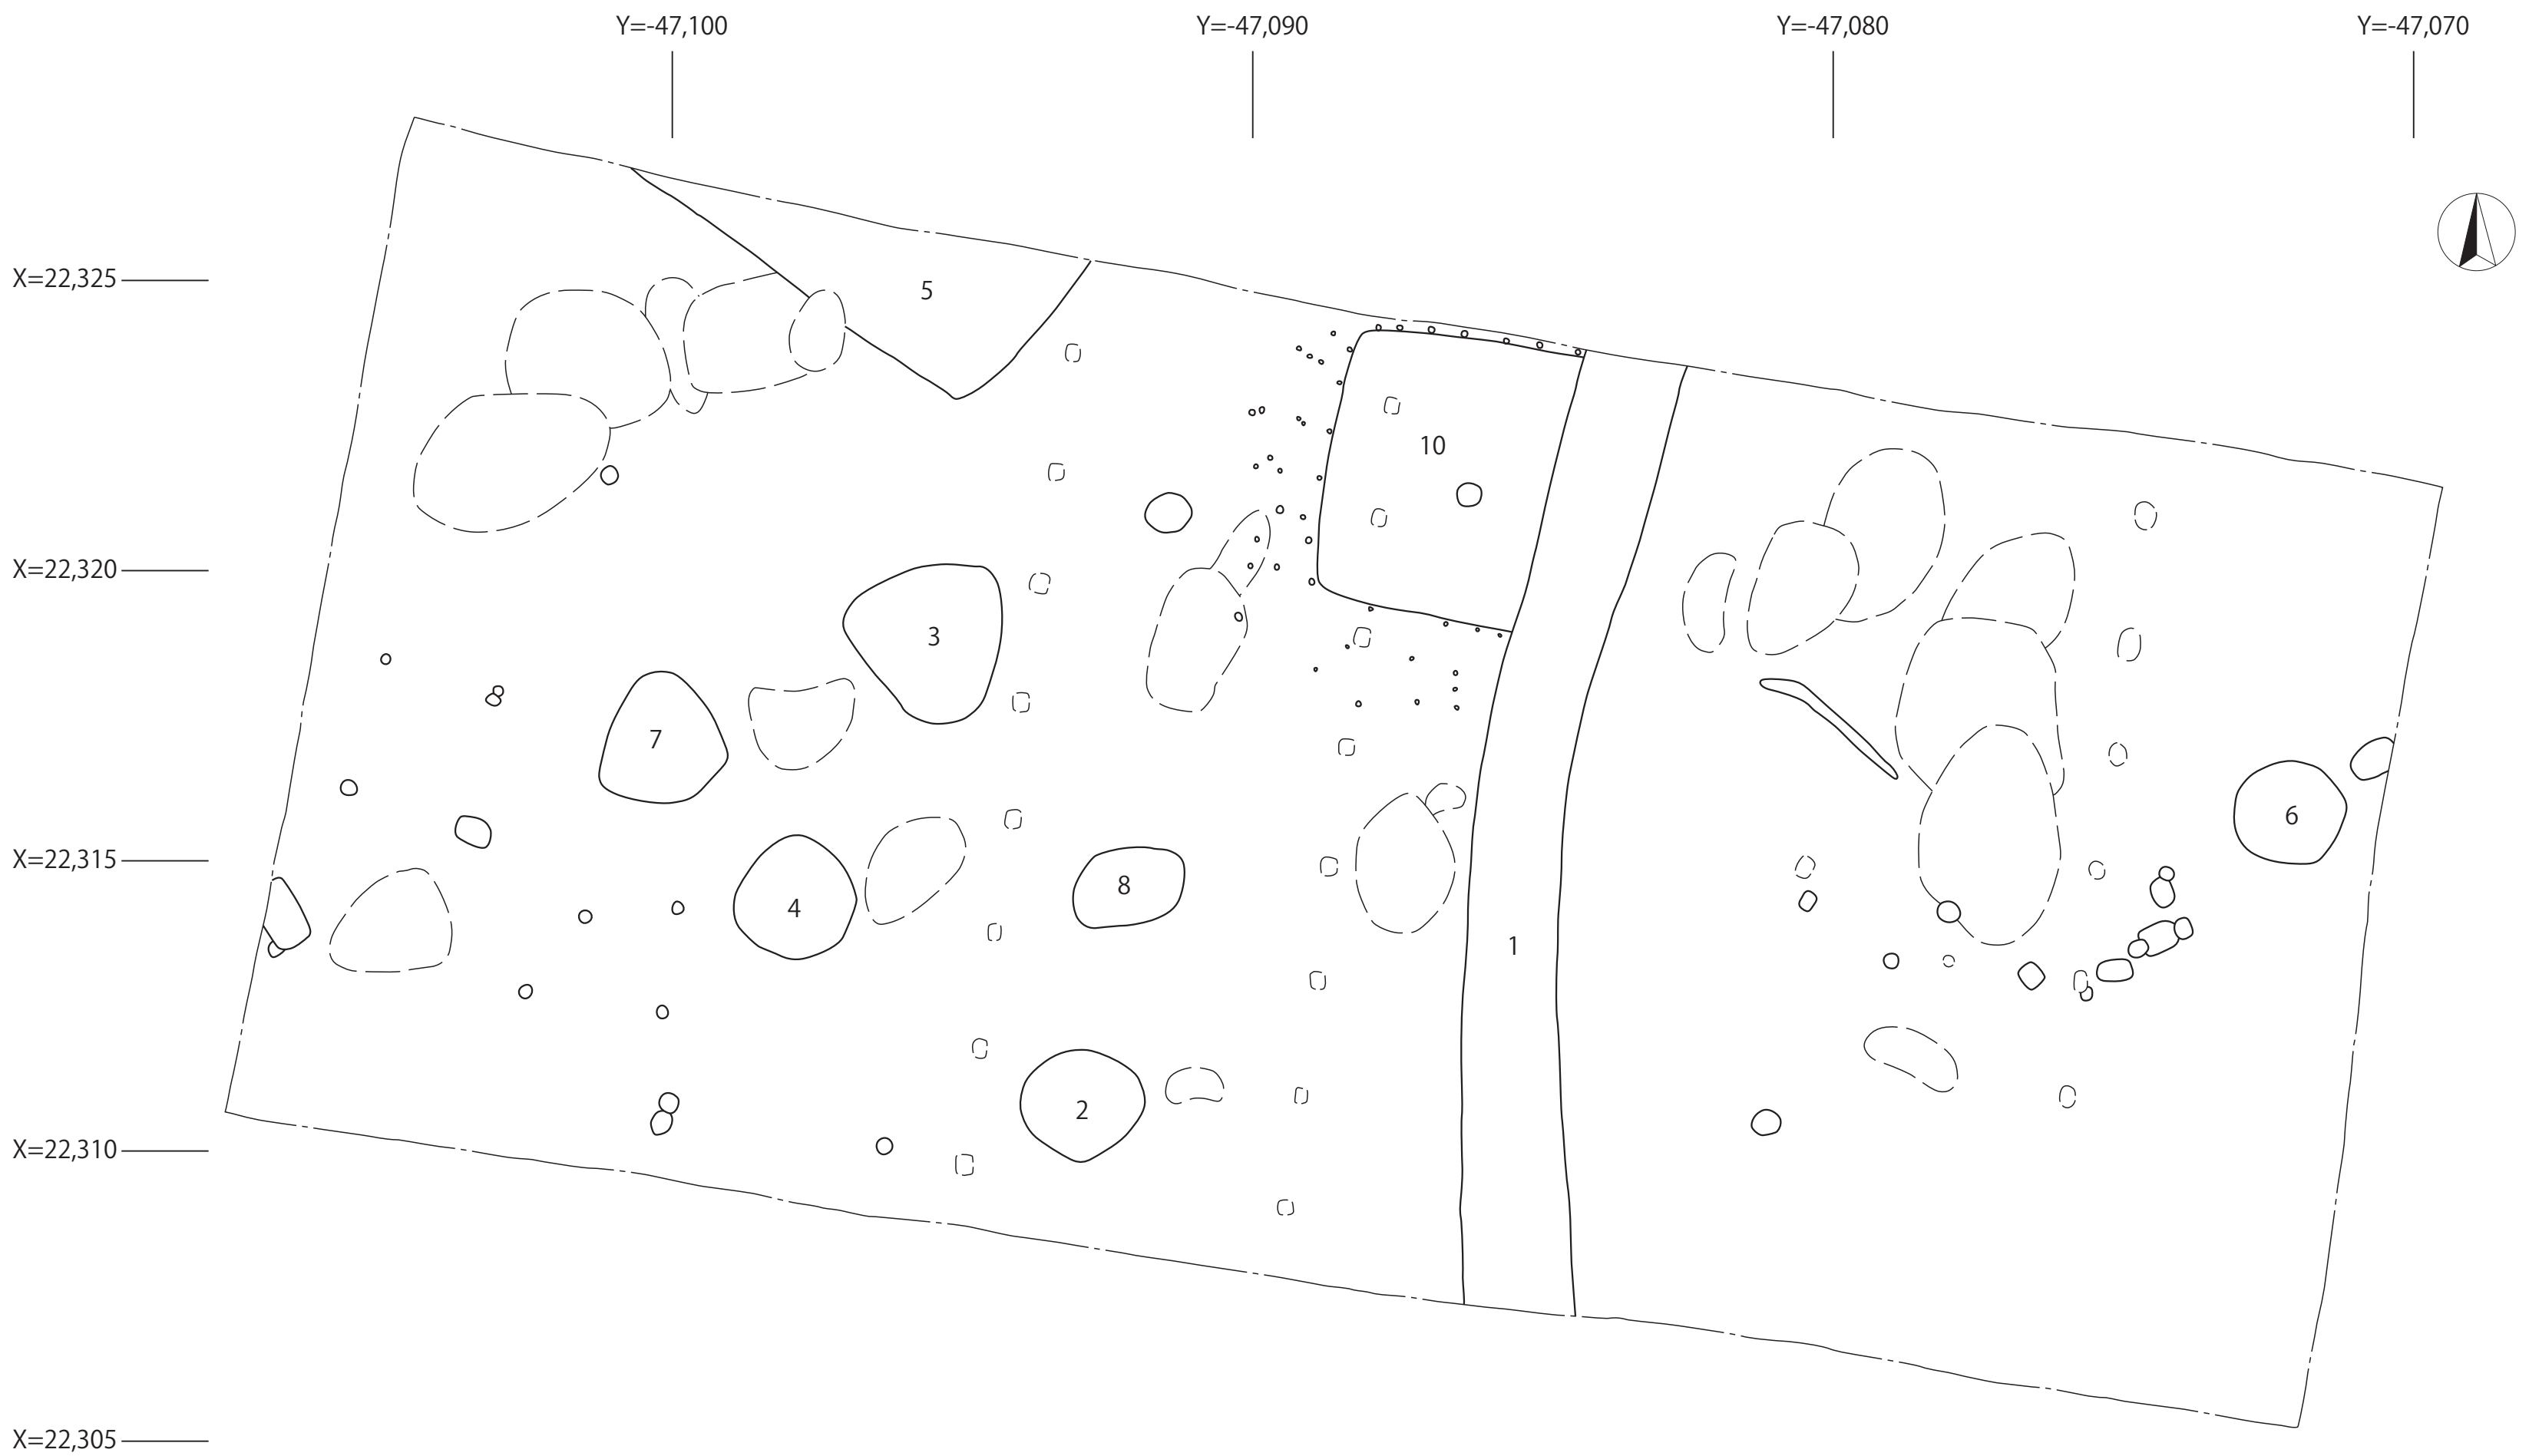 Y=-47,100
Y=-47,090
Y=-47,080
Y=-47,070
X=22,325
5
10
X=22,320
3
7
6
X=22,315
8
4
1
2
X=22,310
X=22,305